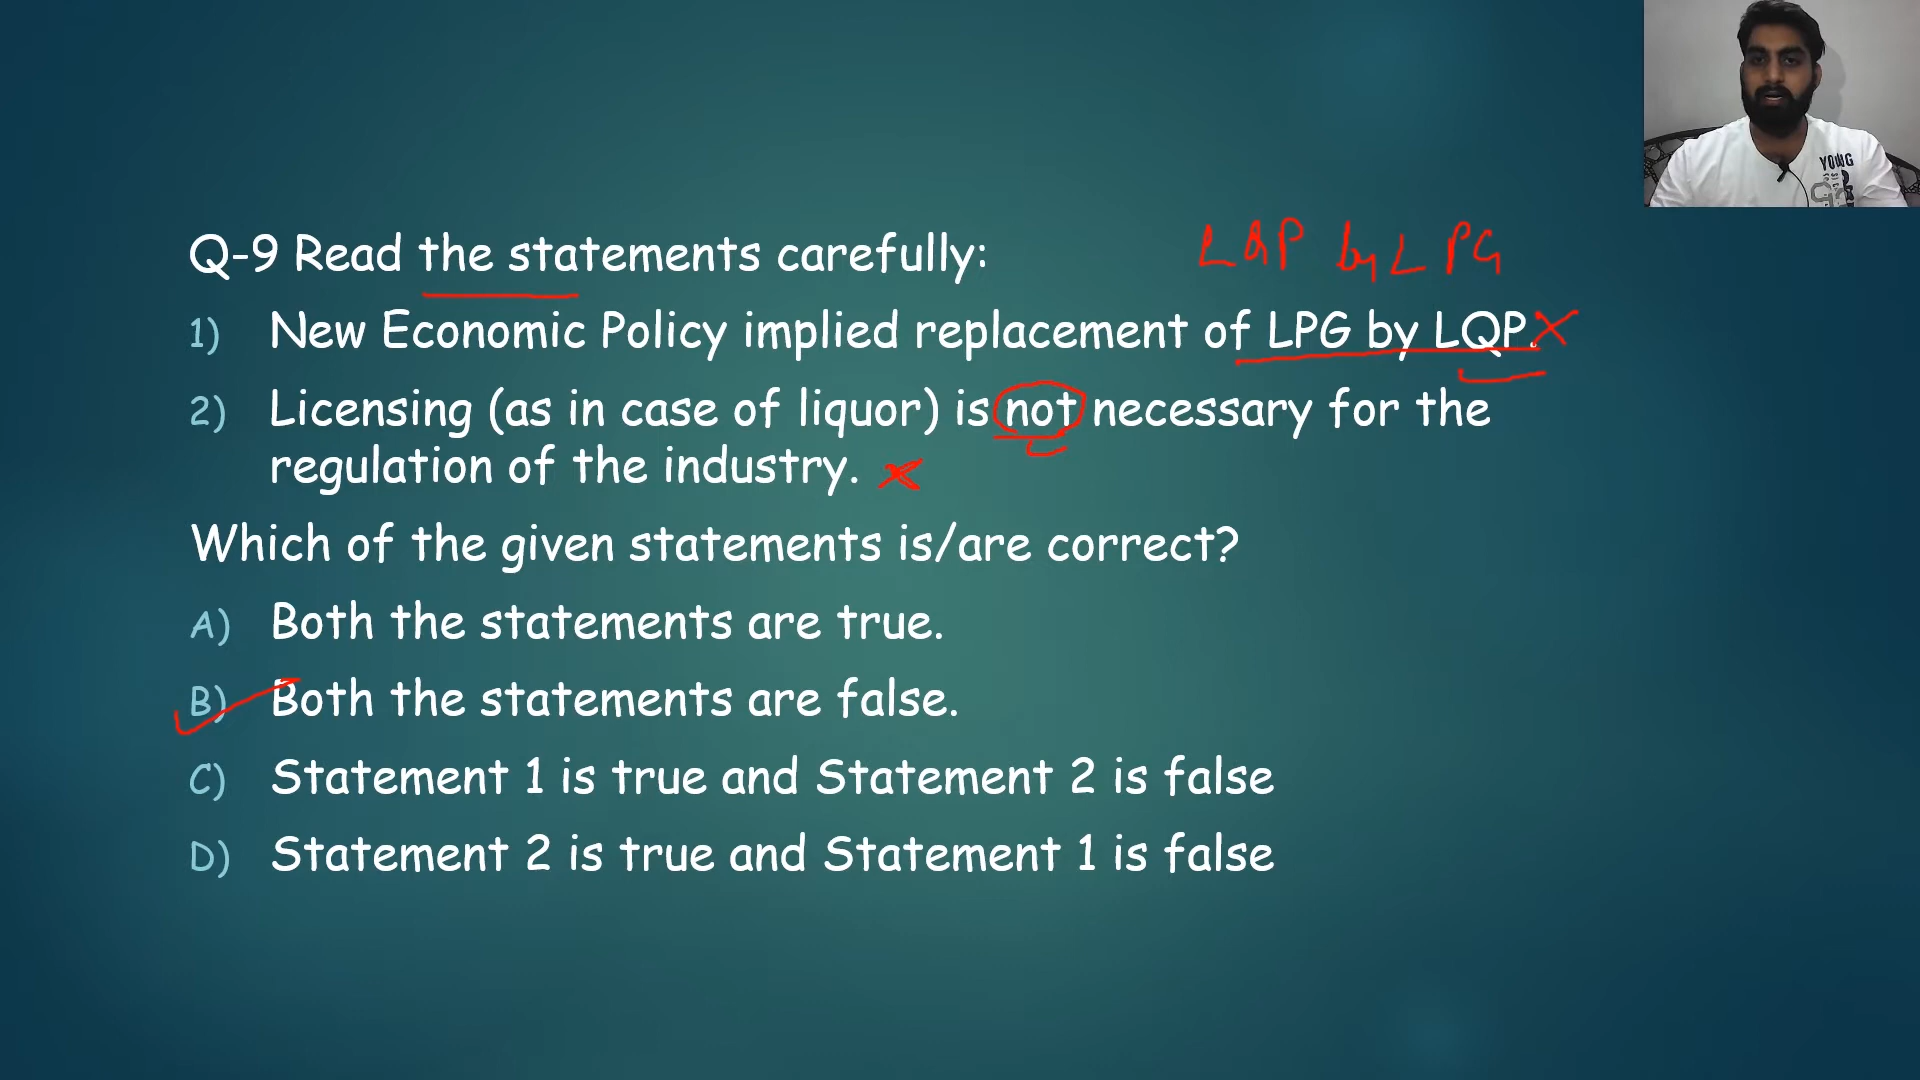 Q-9 Read the statements carefully:
LQP by LPG
1) New Economic Policy implied replacement of LPG by LQP.
2) Licensing (as in case of liquor) is not necessary for the
regulation of the industry.
Which of the given statements is/are correct?
A) Both the statements are true.
B) Both the statements are false.
C) Statement 1 is true and Statement 2 is false
D) Statement 2 is true and Statement 1 is false
YOUNG